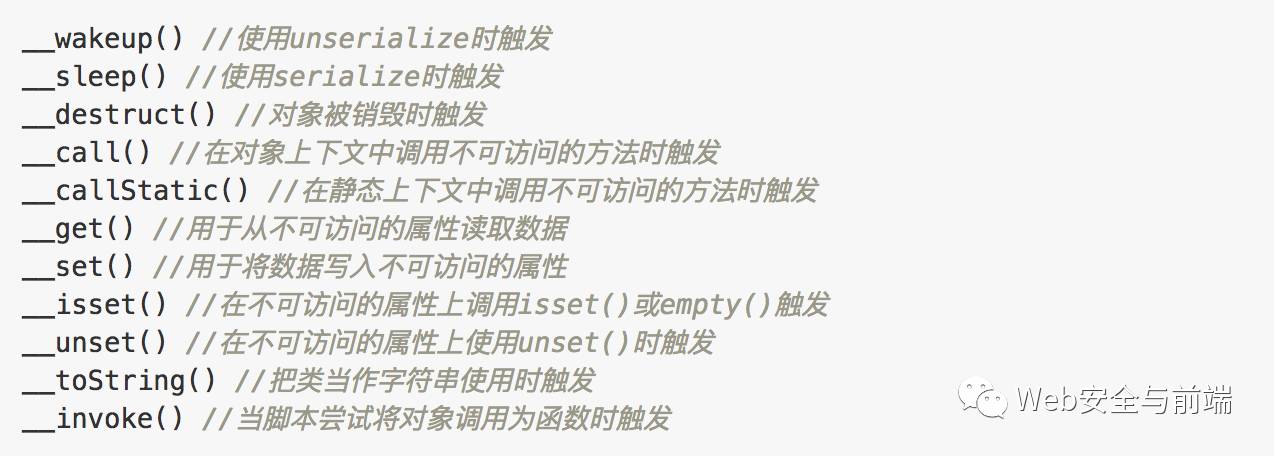 __wakeup() //使用unserialize时触发
__sleep() //使用serialize时触发
__destruct() //对象被销毁时触发
__call() //在对象上下文中调用不可访问的方法时触发
__callStatic() //在静态上下文中调用不可访问的方法时触发
__get() //用于从不可访问的属性读取数据
__set() //用于将数据写入不可访问的属性
__isset() //在不可访问的属性上调用isset()或empty()触发
__unset() //在不可访问的属性上使用unset()时触发
__toString() //把类当作字符串使用时触发
__invoke() //当脚本尝试将对象调用为函数时触发
Web安全与前端